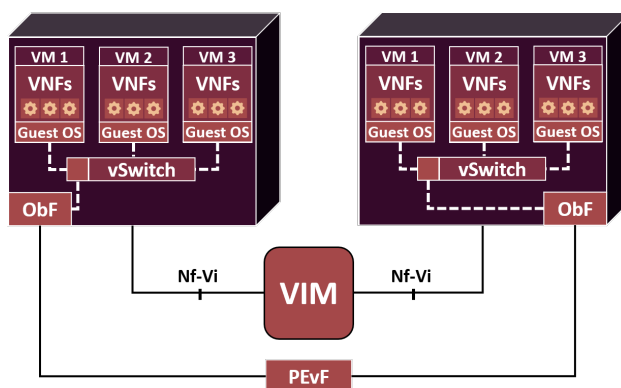 VM 1 VM 2 VM 3
VNFs VNFs VNFs
Guest OS Guest OS Guest OS
vSwitch
ObF
VM 1 VM 2 VM 3
VNFs VNFs VNFs
Guest OS Guest OS Guest OS
vSwitch
ObF
Nf-Vi
VIM
Nf-Vi
PEvF